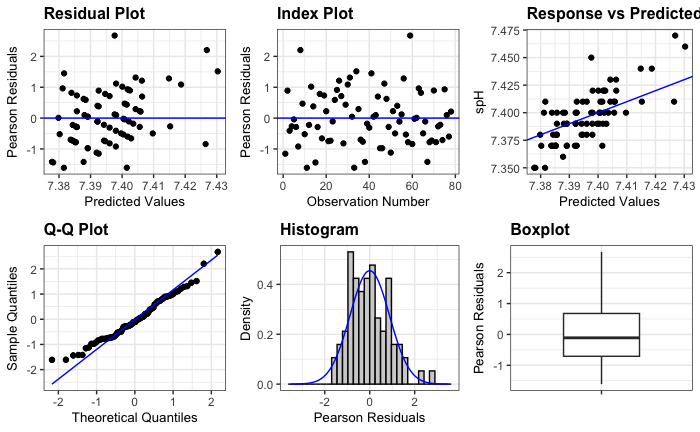 Residual Plot
Pearson Residuals
2
1
0
-1
7.38 7.39 7.40 7.41 7.42 7.43
Predicted Values
Index Plot
Pearson Residuals
2
1
0
-1
0 20 40 60 80
Observation Number
Response vs Predicted
spH
7.475
7.450
7.425
7.400
7.375
7.350
7.38 7.39 7.40 7.41 7.42 7.43
Predicted Values
Q-Q Plot
Sample Quantiles
2
1
0
-1
-2
-2 -1 0 1 2
Theoretical Quantiles
Histogram
Density
0.4
0.2
0.0
-2 0 2
Pearson Residuals
Boxplot
Pearson Residuals
2
1
0
-1